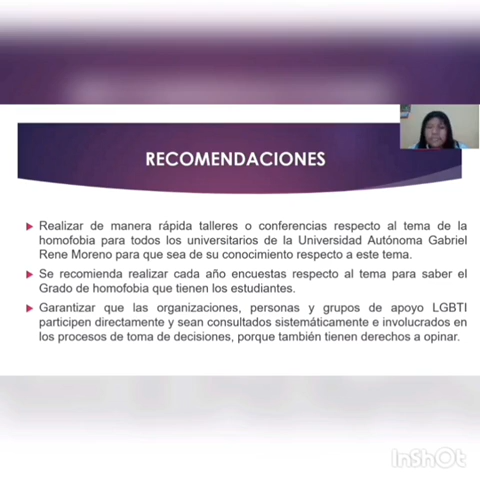 RECOMENDACIONES
Realizar de manera rápida talleres o conferencias respecto al tema de la
homofobia para todos los universitarios de la Universidad Autónoma Gabriel
Rene Moreno para que sea de su conocimiento respecto a este tema.
Se recomienda realizar cada año encuestas respecto al tema para saber el
Grado de homofobia que tienen los estudiantes.
Garantizar que las organizaciones, personas y grupos de apoyo LGBTI
participen directamente y sean consultados sistemáticamente e involucrados en
los procesos de toma de decisiones, porque también tienen derechos a opinar.
InShOt